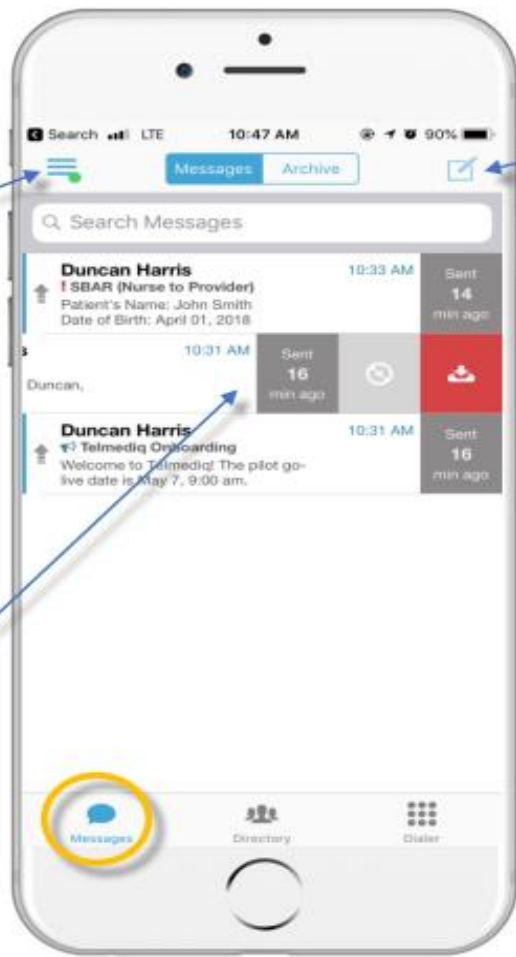 Search LTE 10:47 AM 90%
Messages Archive
Search Messages
Duncan Harris 10:33 AM
! SBAR (Nurse to Provider)
Patient's Name: John Smith
Date of Birth: April 01, 2018
Sent
14
min ago
s 10:31 AM
Duncan,
Sent
16
min ago
Duncan Harris 10:31 AM
Telmediq Onboarding
Welcome to Telmediq! The pilot go-
live date is May 7, 9:00 am.
Sent
16
min ago
Messages Directory Dialer